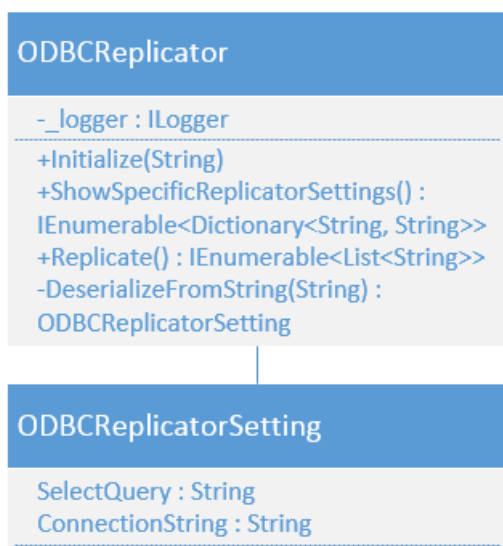 ODBCReplicator
-_logger : ILogger
+Initialize(String)
+ShowSpecificReplicatorSettings() :
IEnumerable<Dictionary<String, String>>
+Replicate() : IEnumerable<List<String>>
-DeserializeFromString(String) :
ODBCReplicatorSetting
ODBCReplicatorSetting
SelectQuery : String
ConnectionString : String